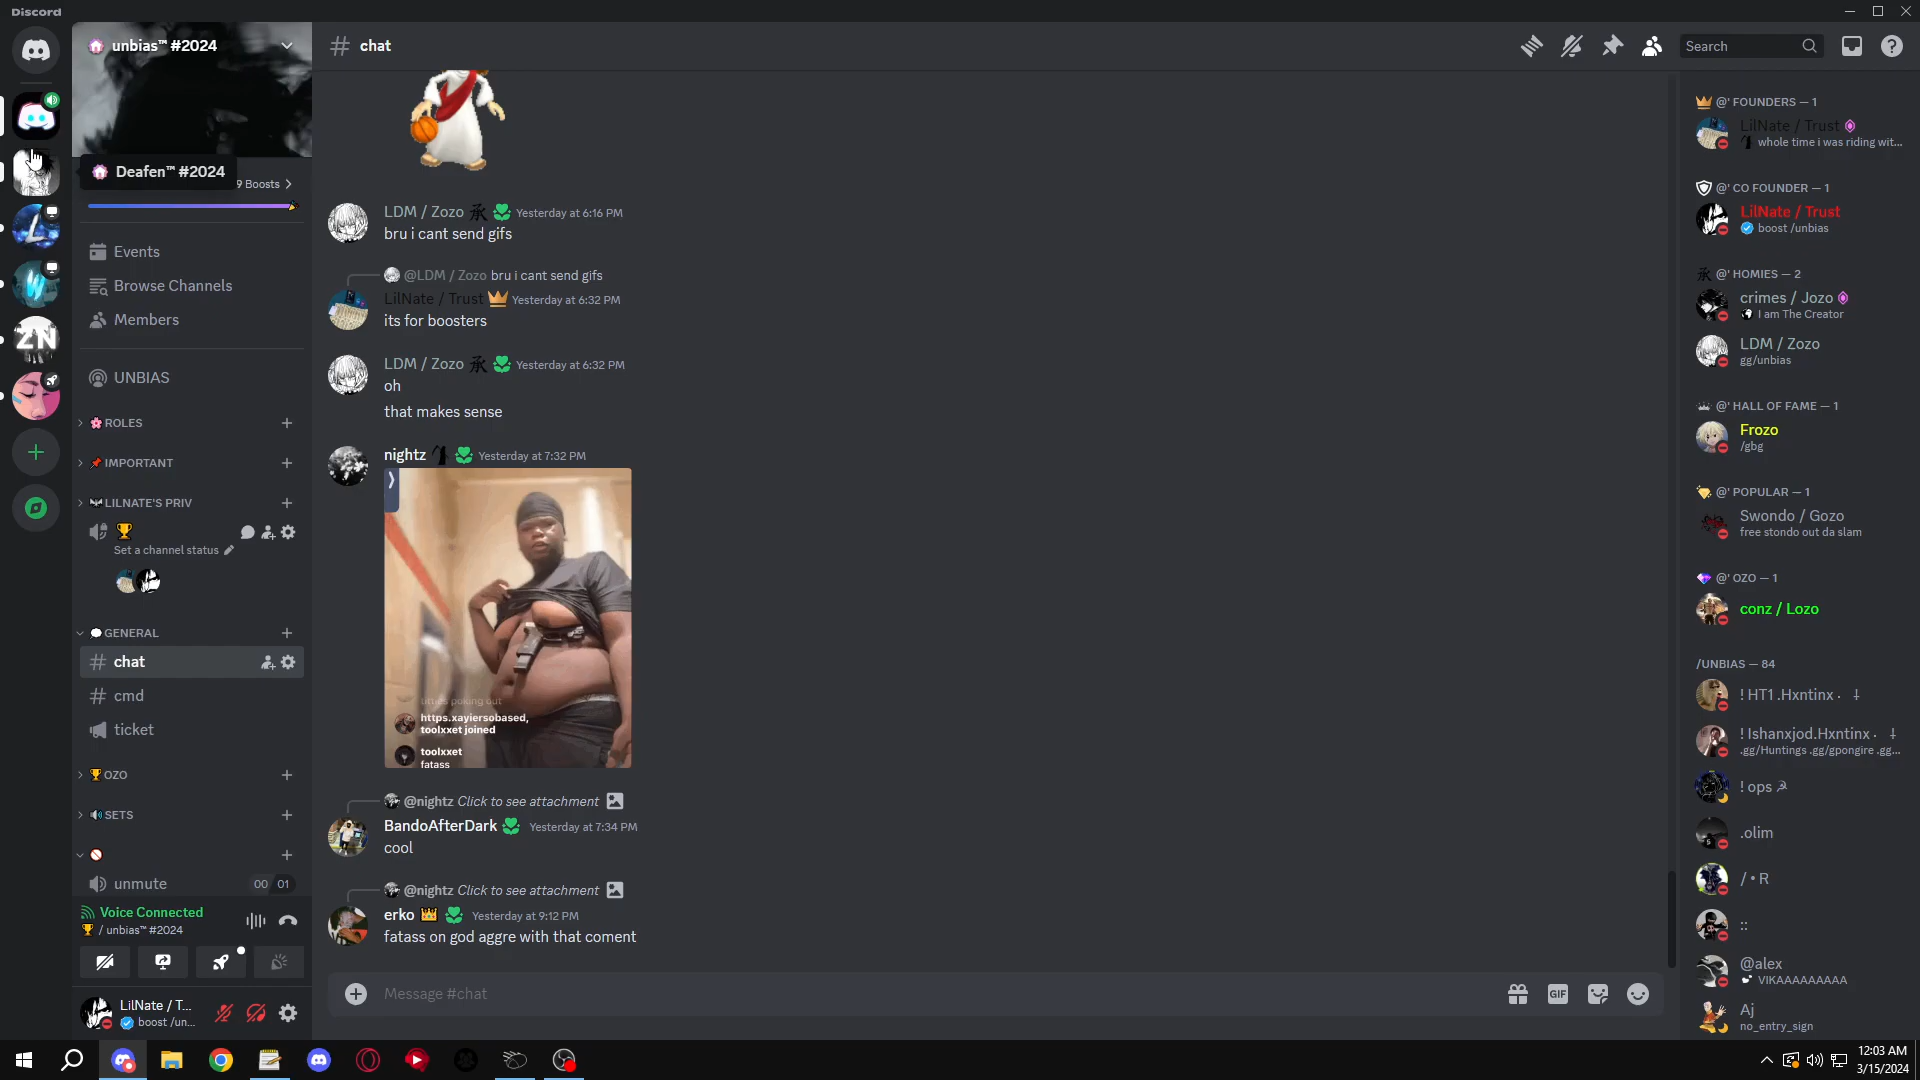 Discord
unbias™ #2024
Deafen™ #2024
9 Boosts
Events
Browse Channels
Members
UNBIAS
ROLES
IMPORTANT
LILNATE'S PRIV
Set a channel status
GENERAL
chat
cmd
ticket
OZO
SETS
unmute
00 01
Voice Connected
/ unbias™ #2024
LilNate / T...
boost /un...
ZN
chat
Search
LDM / Zozo 承 Yesterday at 6:16 PM
bru i cant send gifs
@LDM / Zozo bru i cant send gifs
LilNate / Trust Yesterday at 6:32 PM
its for boosters
LDM / Zozo 承 Yesterday at 6:32 PM
oh
that makes sense
nightz Yesterday at 7:32 PM
titties poking out
https.xayiersobased,
toolxxet joined
toolxxet
fatass
@nightz Click to see attachment
BandoAfterDark Yesterday at 7:34 PM
cool
@nightz Click to see attachment
erko Yesterday at 9:12 PM
fatass on god aggre with that coment
Message #chat
GIF
@' FOUNDERS — 1
LilNate / Trust
whole time i was riding wit...
@' CO FOUNDER — 1
LilNate / Trust
boost /unbias
承 @' HOMIES — 2
crimes / Jozo
I am The Creator
LDM / Zozo
gg/unbias
@' HALL OF FAME — 1
Frozo
/gbg
@' POPULAR — 1
Swondo / Gozo
free stondo out da slam
@' OZO — 1
conz / Lozo
/UNBIAS — 84
! HT1 .Hxntinx .
! Ishanxjod.Hxntinx .
.gg/Huntings .gg/gpongire .gg...
! ops
.olim
/ • R
::
@alex
VIKAAAAAAAAA
Aj
no_entry_sign
12:03 AM
3/15/2024